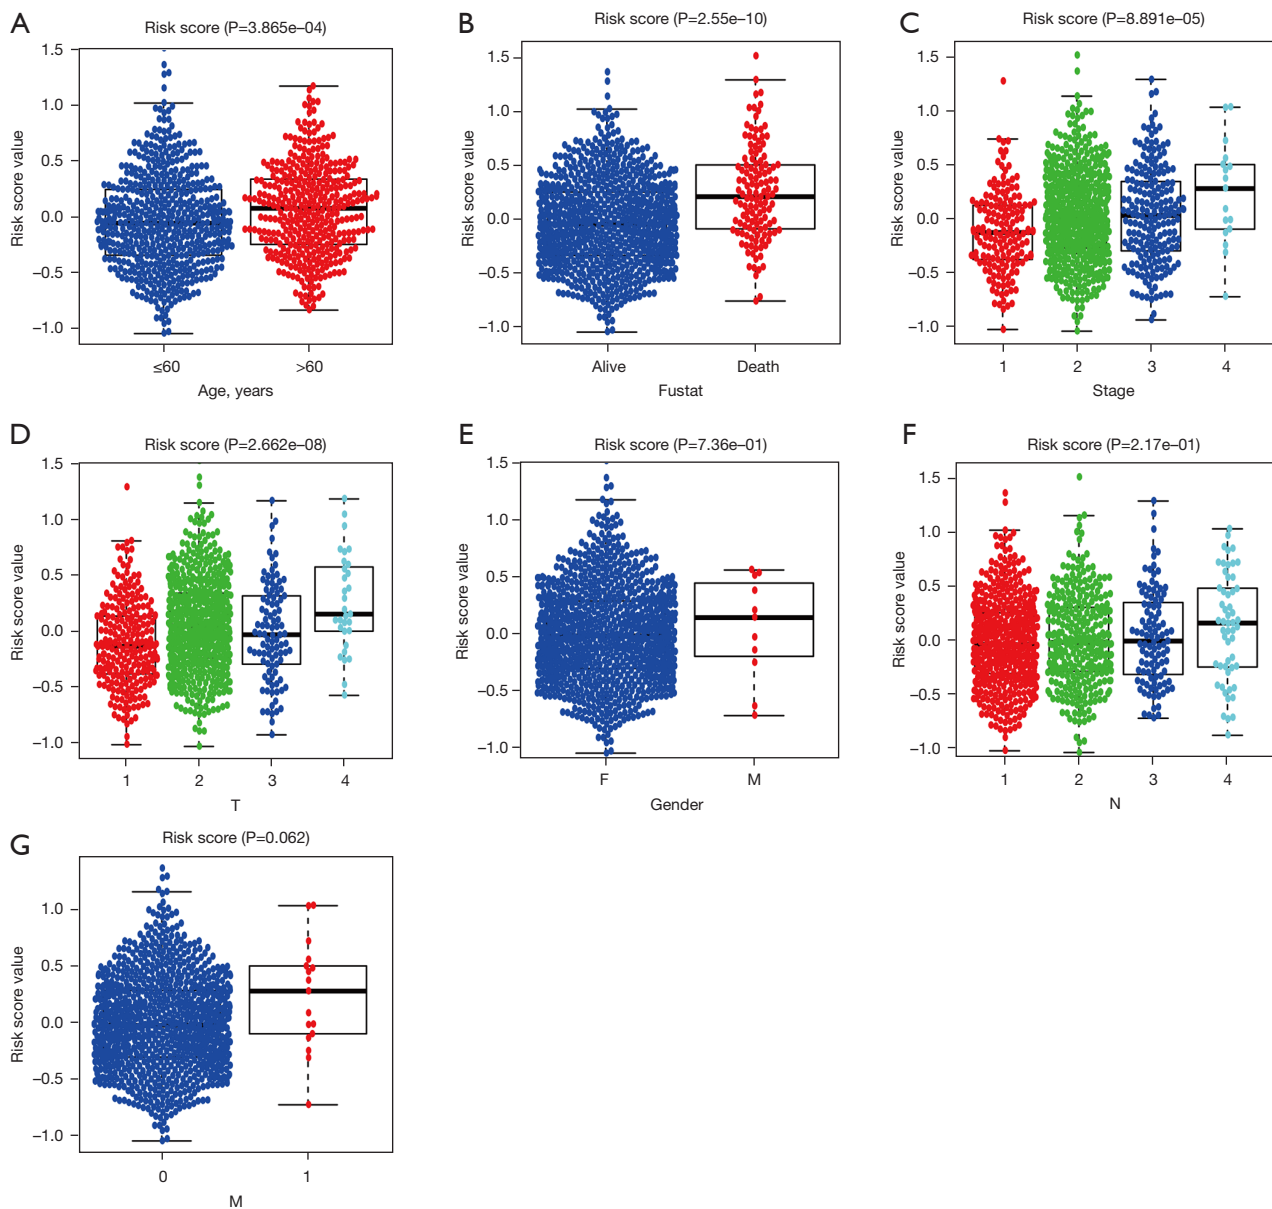 A
Risk score (P=3.865e–04)
Risk score value
1.5
1.0
0.5
0.0
–0.5
–1.0
≤60 >60
Age, years
B
Risk score (P=2.55e–10)
Risk score value
1.5
1.0
0.5
0.0
–0.5
–1.0
Alive Death
Fustat
C
Risk score (P=8.891e–05)
Risk score value
1.5
1.0
0.5
0.0
–0.5
–1.0
1 2 3 4
Stage
D
Risk score (P=2.662e–08)
Risk score value
1.5
1.0
0.5
0.0
–0.5
–1.0
1 2 3 4
T
E
Risk score (P=7.36e–01)
Risk score value
1.5
1.0
0.5
0.0
–0.5
–1.0
F M
Gender
F
Risk score (P=2.17e–01)
Risk score value
1.5
1.0
0.5
0.0
–0.5
–1.0
1 2 3 4
N
G
Risk score (P=0.062)
Risk score value
1.0
0.5
0.0
–0.5
–1.0
0 1
M